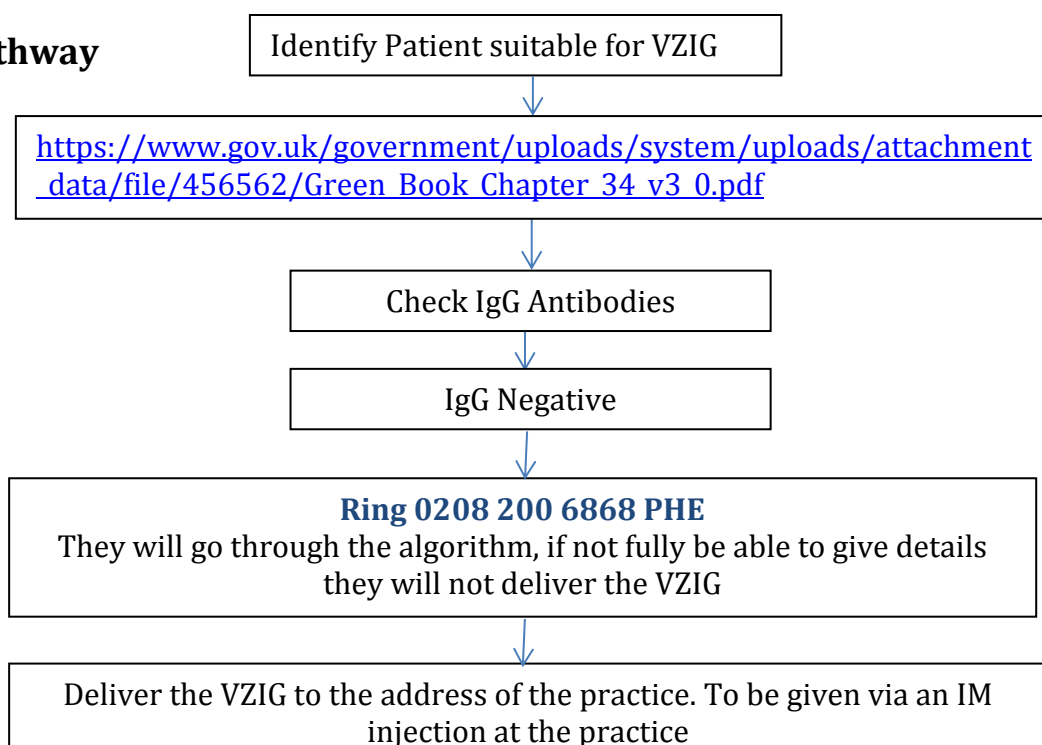 thway
Identify Patient suitable for VZIG
https://www.gov.uk/government/uploads/system/uploads/attachment
_data/file/456562/Green_Book_Chapter_34_v3_0.pdf
Check IgG Antibodies
IgG Negative
Ring 0208 200 6868 PHE
They will go through the algorithm, if not fully be able to give details
they will not deliver the VZIG
Deliver the VZIG to the address of the practice. To be given via an IM
injection at the practice